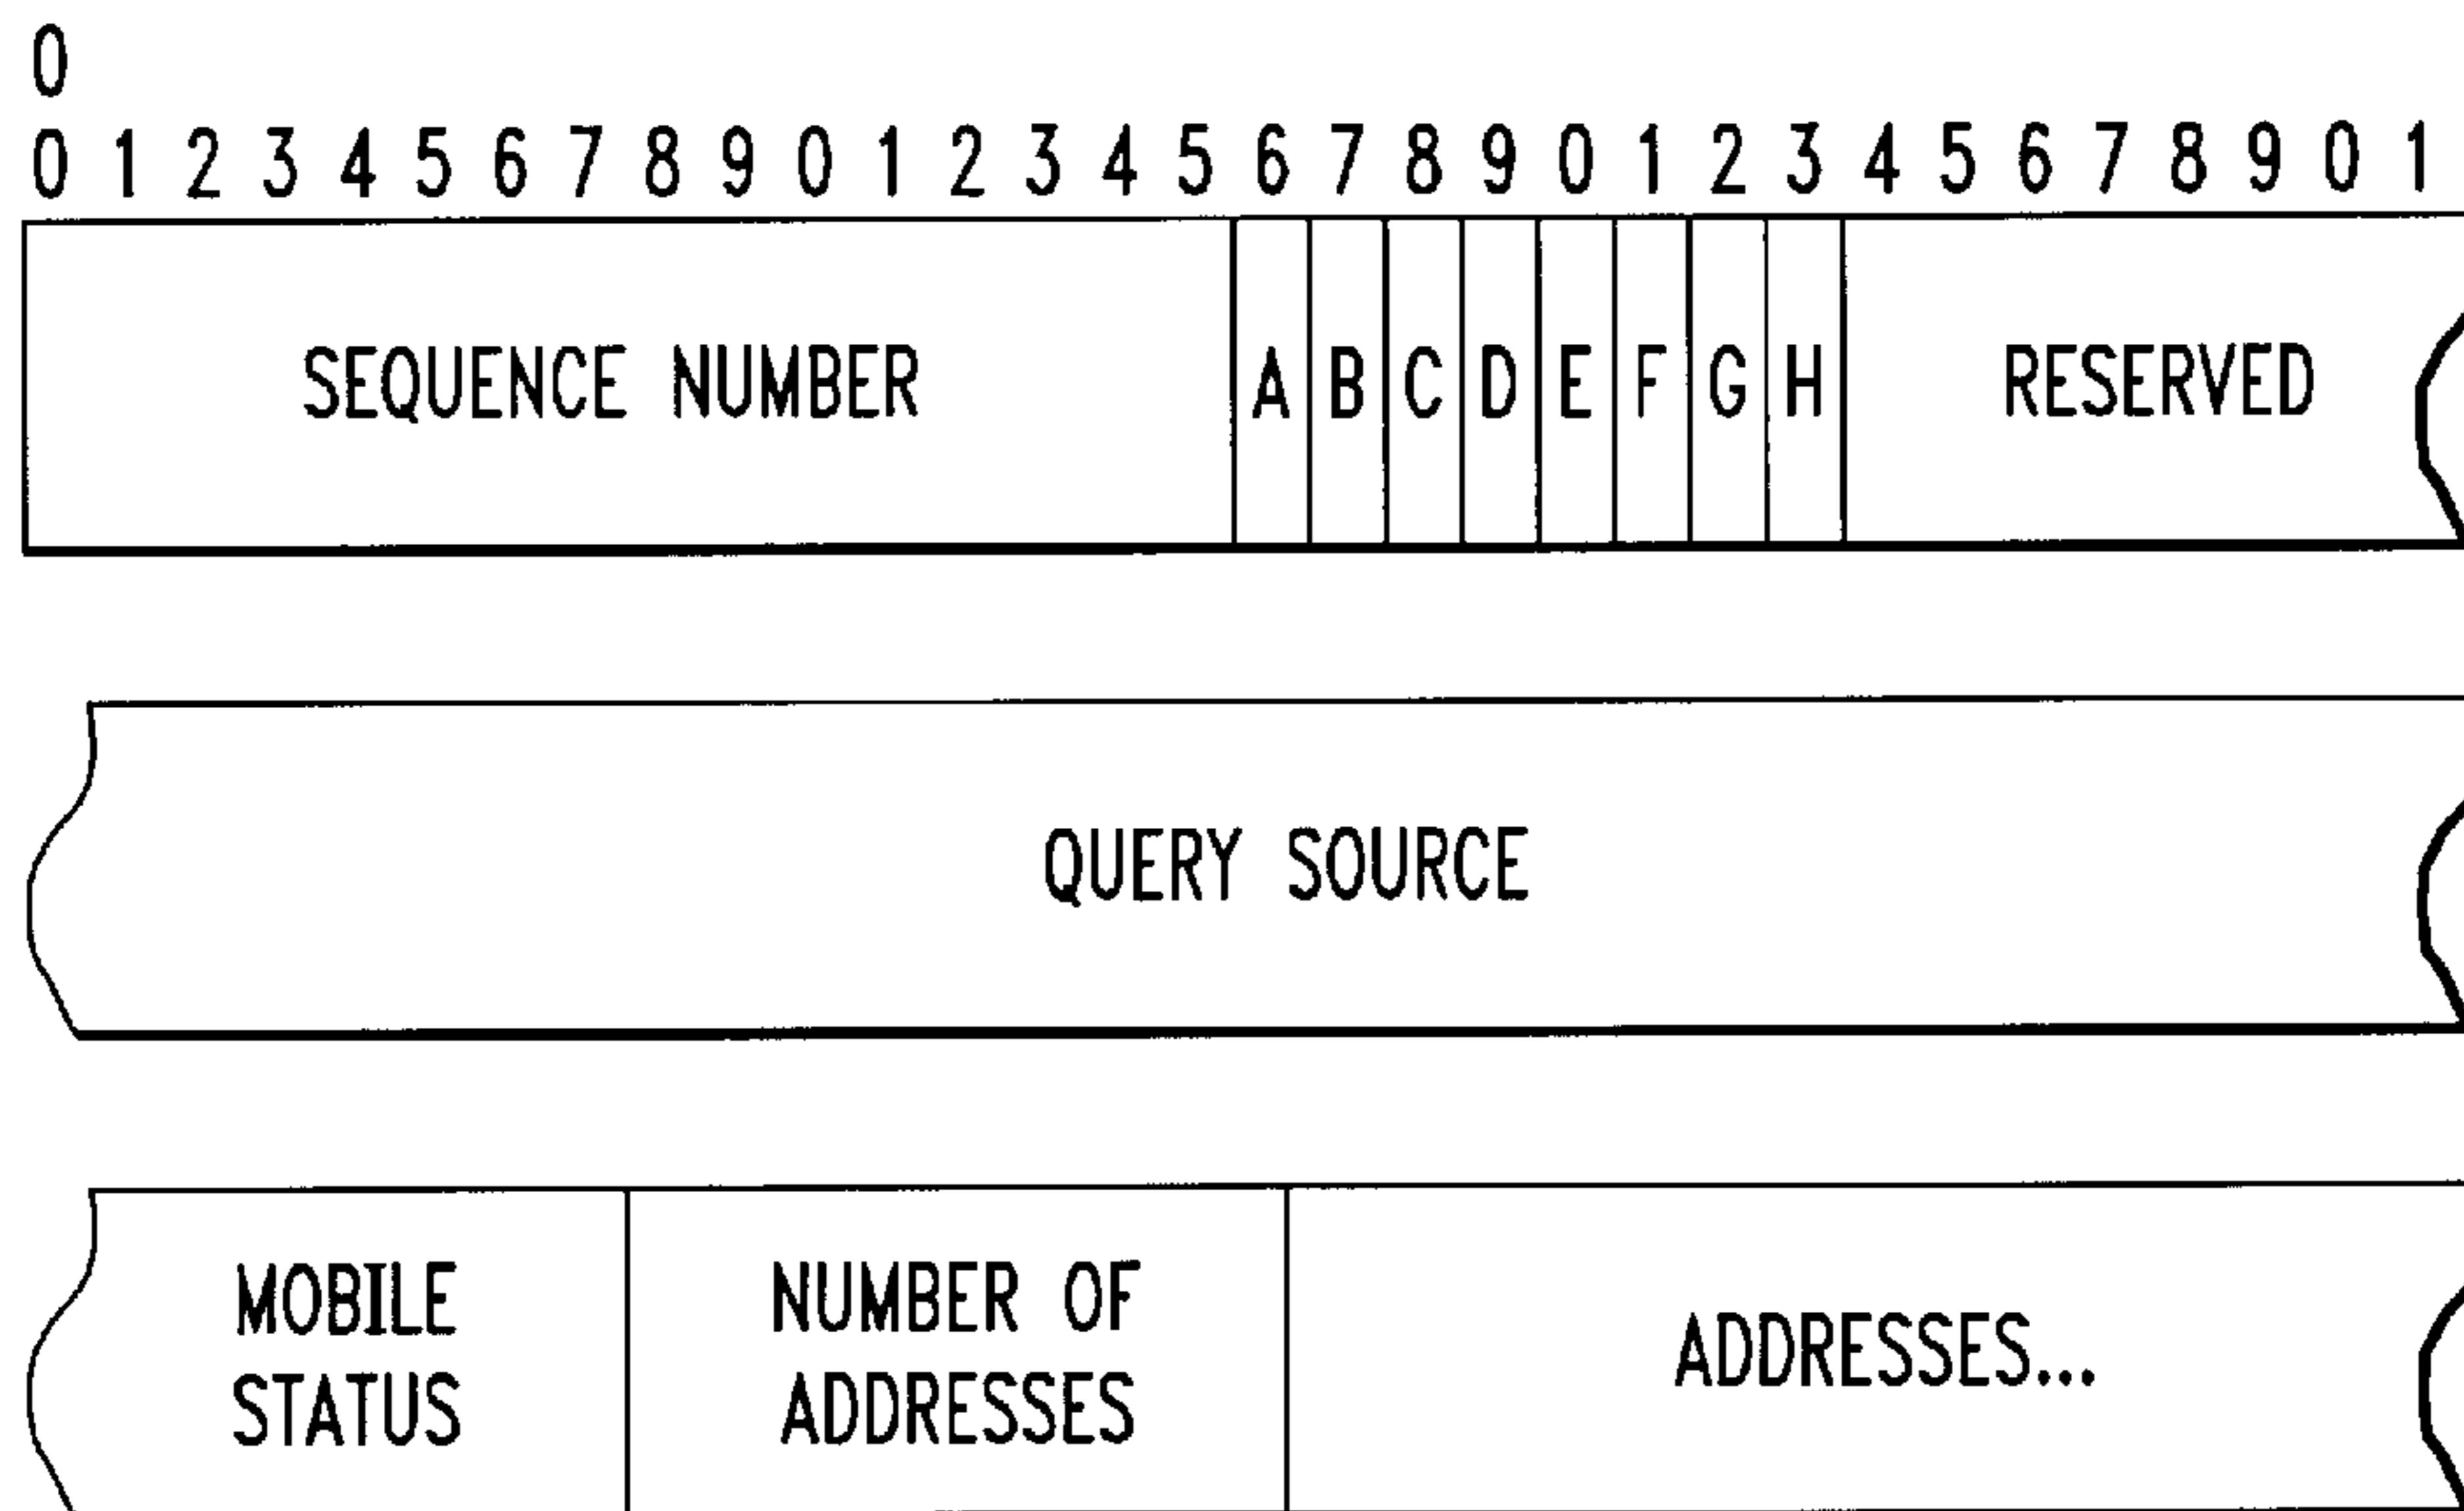 0
0 1 2 3 4 5 6 7 8 9 0 1 2 3 4 5 6 7 8 9 0 1 2 3 4 5 6 7 8 9 0 1
SEQUENCE NUMBER A B C D E F G H RESERVED
QUERY SOURCE
MOBILE STATUS
NUMBER OF ADDRESSES
ADDRESSES...